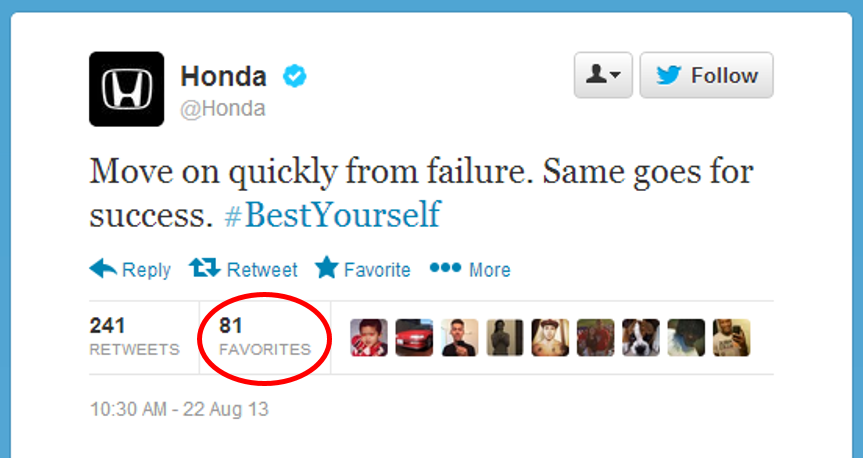 Honda
@Honda
Follow
Move on quickly from failure. Same goes for
success. #BestYourself
Reply Retweet Favorite More
241 81
RETWEETS FAVORITES
10:30 AM - 22 Aug 13